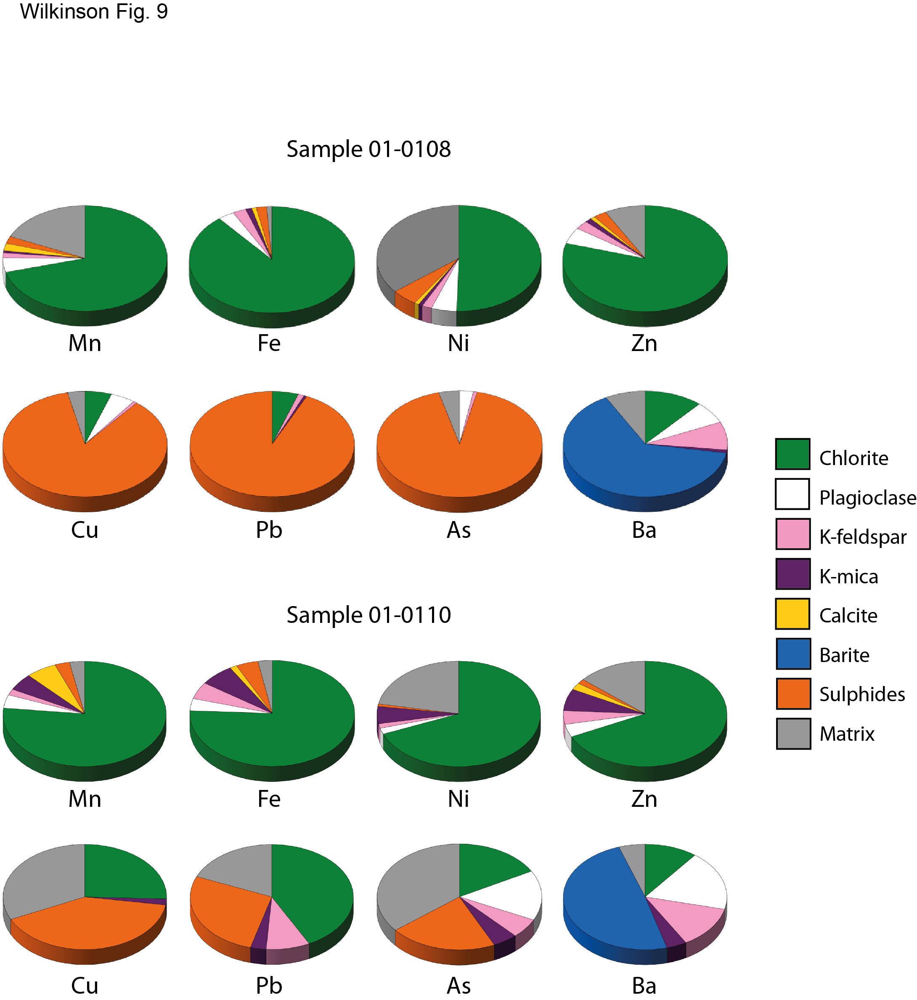 Wilkinson Fig. 9
Sample 01-0108
Mn Fe Ni Zn
Cu Pb As Ba
Chlorite
Plagioclase
K-feldspar
K-mica
Calcite
Barite
Sulphides
Matrix
Sample 01-0110
Mn Fe Ni Zn
Cu Pb As Ba